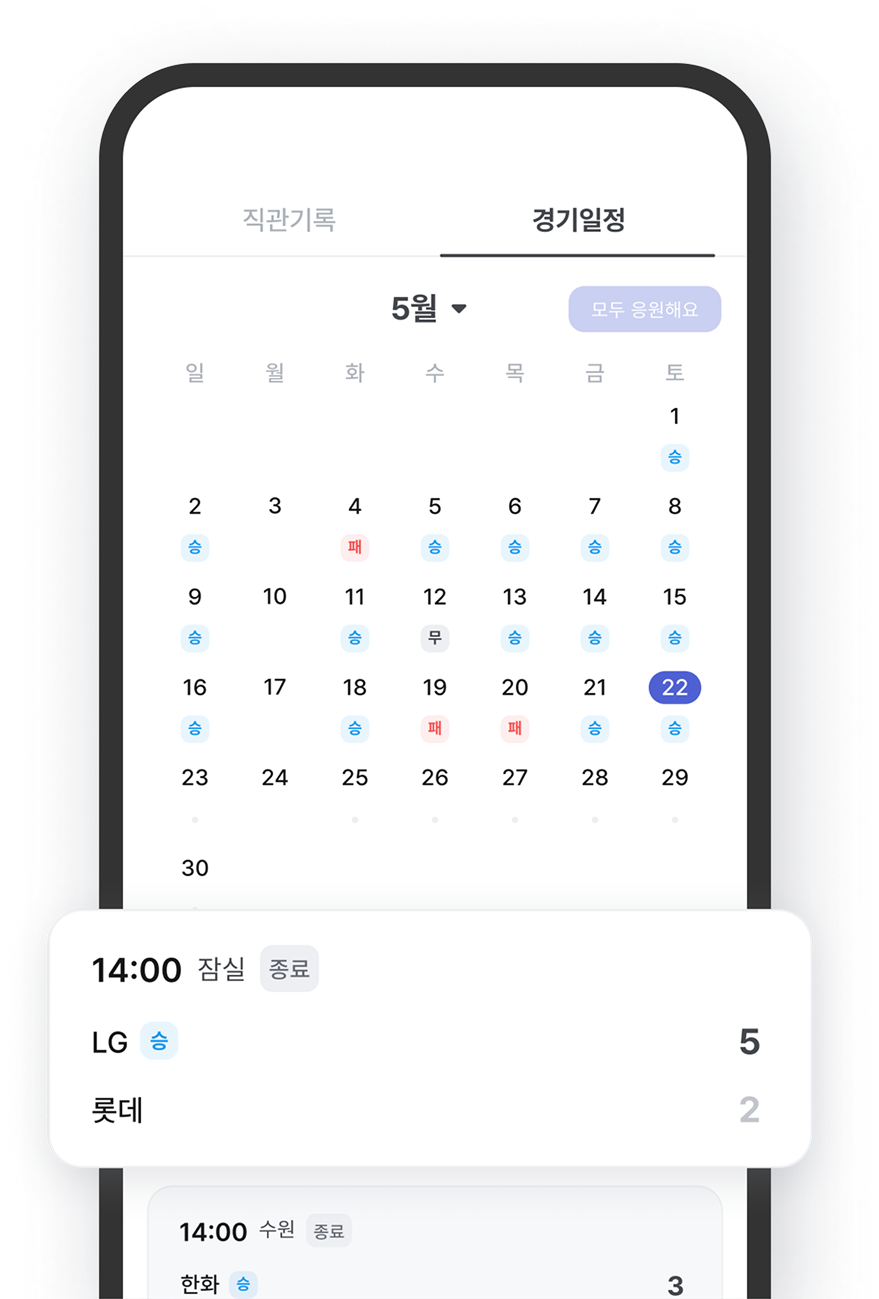 직관기록 경기일정
5월 모두 응원해요
일 월 화 수 목 금 토
1
승
2 3 4 5 6 7 8
승 패 승 승 승 승
9 10 11 12 13 14 15
승 승 무 승 승 승
16 17 18 19 20 21 22
승 승 패 패 승 승
23 24 25 26 27 28 29
30
14:00 잠실 종료
LG 승 5
롯데 2
14:00 수원 종료
한화 승 3